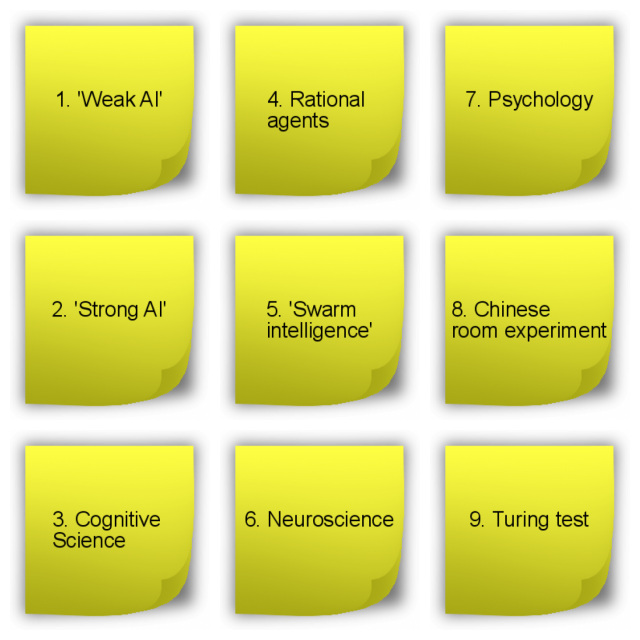 1. 'Weak AI'
4. Rational
agents
7. Psychology
2. 'Strong AI'
5. 'Swarm
intelligence'
8. Chinese
room experiment
3. Cognitive
Science
6. Neuroscience
9. Turing test